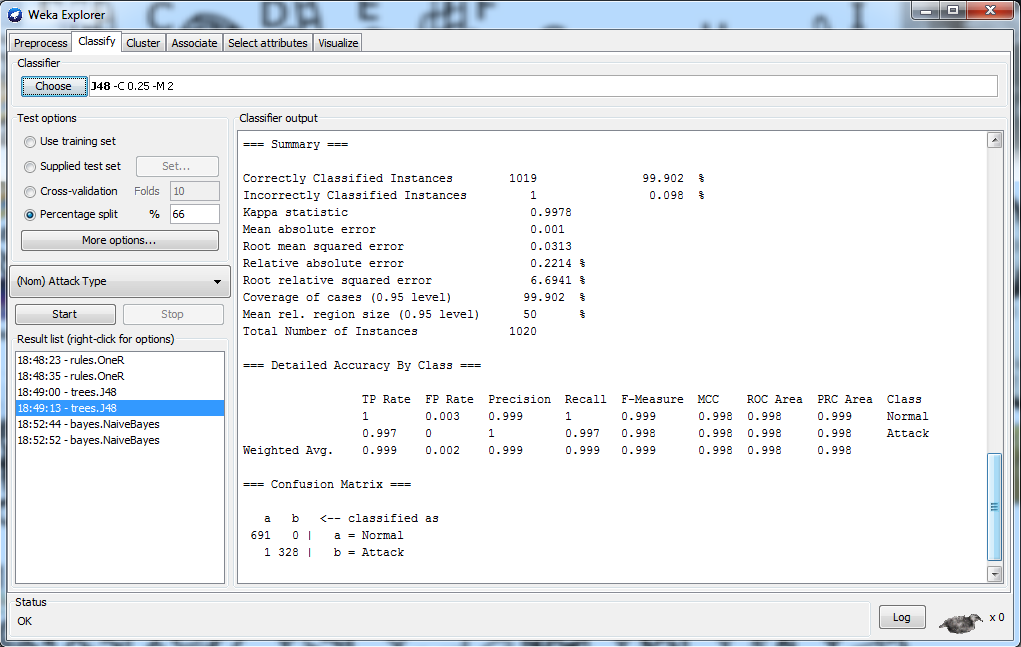 Weka Explorer
Preprocess Classify Cluster Associate Select attributes Visualize
Classifier
Choose J48 -C 0.25 -M 2
Test options
Use training set
Supplied test set Set...
Cross-validation Folds 10
Percentage split % 66
More options...
(Nom) Attack Type
Start Stop
Result list (right-click for options)
18:48:23 - rules.OneR
18:48:35 - rules.OneR
18:49:00 - trees.J48
18:49:13 - trees.J48
18:52:44 - bayes.NaiveBayes
18:52:52 - bayes.NaiveBayes
Classifier output
=== Summary ===
Correctly Classified Instances 1019 99.902 %
Incorrectly Classified Instances 1 0.098 %
Kappa statistic 0.9978
Mean absolute error 0.001
Root mean squared error 0.0313
Relative absolute error 0.2214 %
Root relative squared error 6.6941 %
Coverage of cases (0.95 level) 99.902 %
Mean rel. region size (0.95 level) 50 %
Total Number of Instances 1020
=== Detailed Accuracy By Class ===
TP Rate FP Rate Precision Recall F-Measure MCC ROC Area PRC Area Class
1 0.003 0.999 1 0.999 0.998 0.998 0.999 Normal
0.997 0 1 0.997 0.998 0.998 0.998 0.998 Attack
Weighted Avg. 0.999 0.002 0.999 0.999 0.999 0.998 0.998 0.998
=== Confusion Matrix ===
a b <-- classified as
691 0 | a = Normal
1 328 | b = Attack
Status
OK
Log x 0